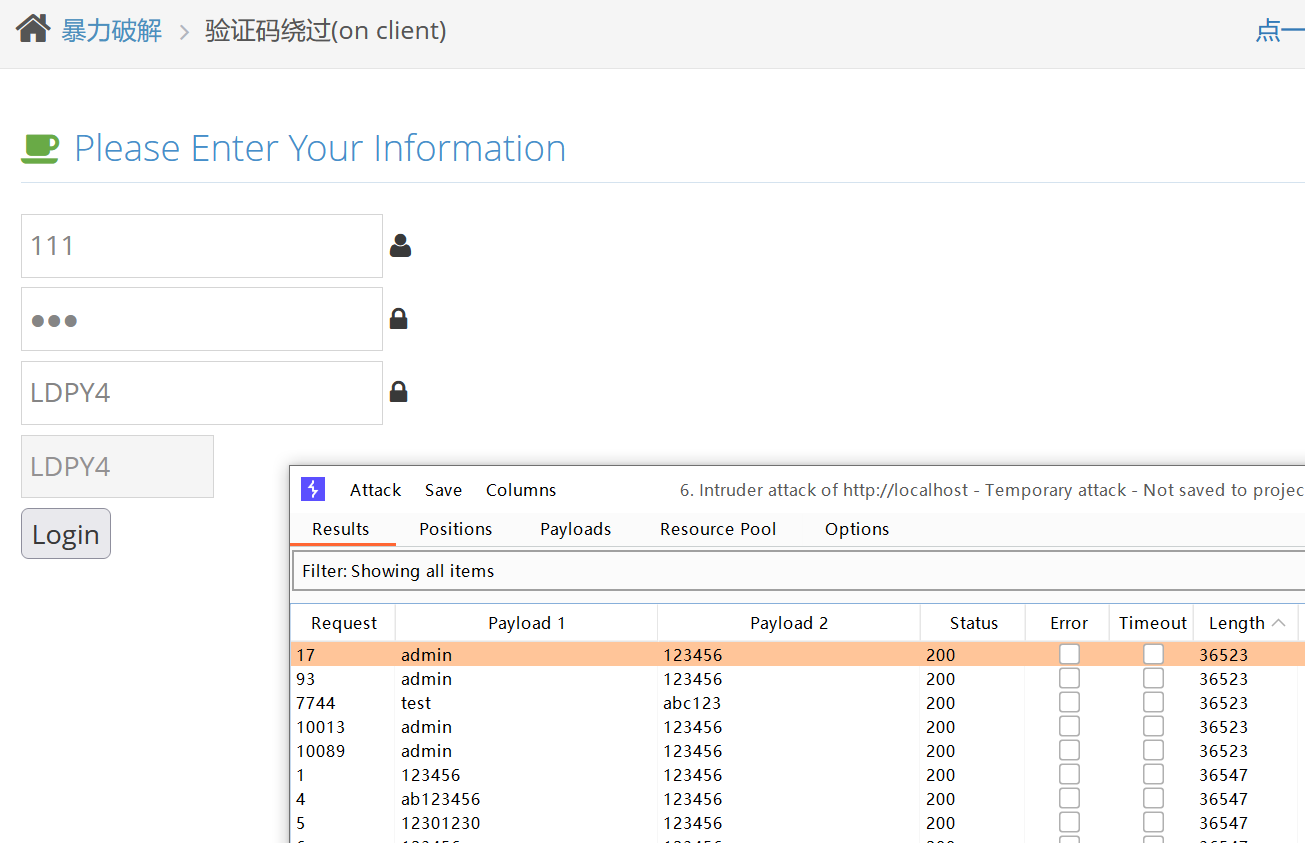 暴力破解 > 验证码绕过(on client) 点一
Please Enter Your Information
111
●●●
LDPY4
LDPY4
Login
Attack Save Columns 6. Intruder attack of http://localhost - Temporary attack - Not saved to projec
Results Positions Payloads Resource Pool Options
Filter: Showing all items
Request Payload 1 Payload 2 Status Error Timeout Length
17 admin 123456 200 36523
93 admin 123456 200 36523
7744 test abc123 200 36523
10013 admin 123456 200 36523
10089 admin 123456 200 36523
1 123456 123456 200 36547
4 ab123456 123456 200 36547
5 12301230 123456 200 36547